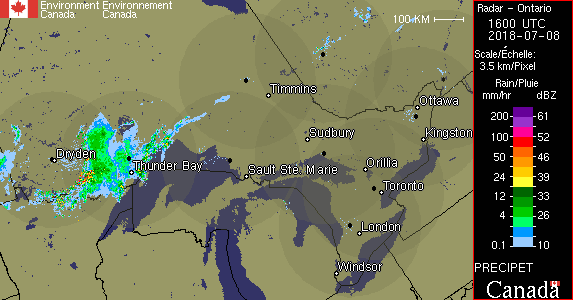 Environment Environnement
Canada Canada
100 KM
Timmins
Ottawa
Sudbury
Kingston
Dryden
Thunder Bay
Sault Ste. Marie
Orillia
Toronto
London
Windsor
Radar - Ontario
1600 UTC
2018-07-08
Scale/Échelle:
3.5 km/Pixel
Rain/Pluie
mm/hr dBZ
200 61
100 52
50 46
24 39
12 33
4 26
0.1 10
PRECIPET
Canada